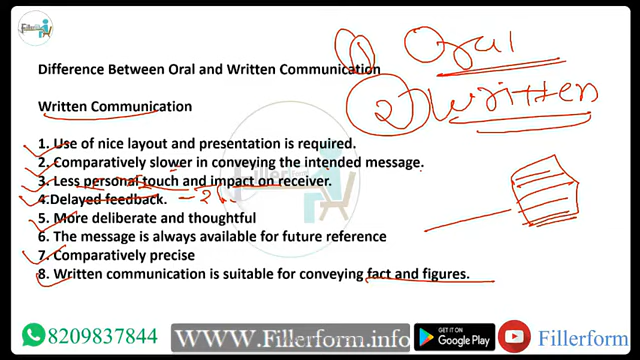 Fillerform
1) Oral
Difference Between Oral and Written Communication
2) Written
Written Communication
1. Use of nice layout and presentation is required.
2. Comparatively slower in conveying the intended message.
3. Less personal touch and impact on receiver.
4.Delayed feedback.
5. More deliberate and thoughtful
6. The message is always available for future reference
7. Comparatively precise
8. Written communication is suitable for conveying fact and figures.
8209837844
www.Fillerform.info
GET IT ON
Google Play
Fillerform